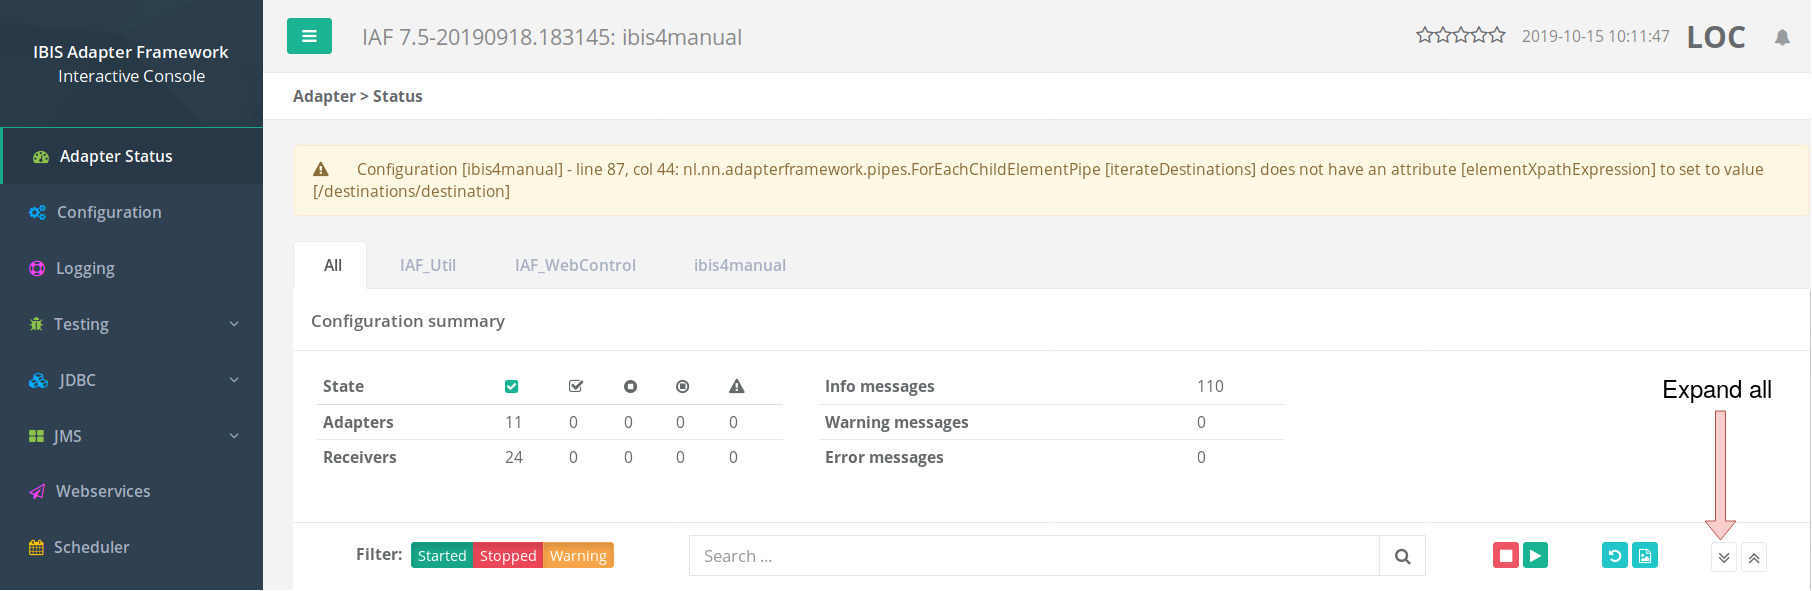 IBIS Adapter Framework
Interactive Console
IAF 7.5-20190918.183145: ibis4manual
2019-10-15 10:11:47
LOC
Adapter > Status
Adapter Status
Configuration
Logging
Testing
JDBC
JMS
Webservices
Scheduler
Configuration [ibis4manual] - line 87, col 44: nl.nn.adapterframework.pipes.ForEachChildElementPipe [iterateDestinations] does not have an attribute [elementXpathExpression] to set to value
[/destinations/destination]
All IAF_Util IAF_WebControl ibis4manual
Configuration summary
State
Adapters 11 0 0 0 0
Receivers 24 0 0 0 0
Info messages 110
Warning messages 0
Error messages 0
Expand all
Filter: Started Stopped Warning
Search ...